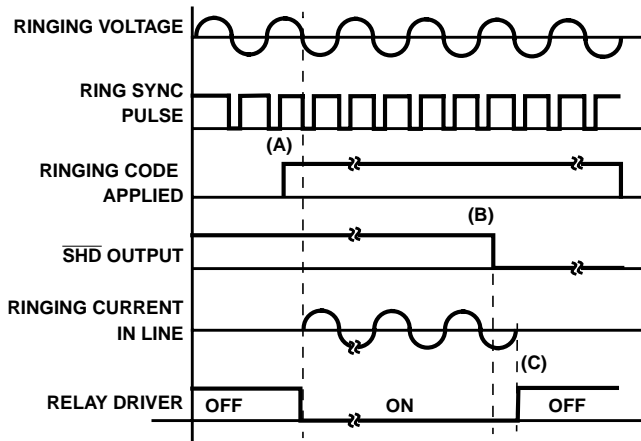 RINGING VOLTAGE
RING SYNC
PULSE
(A)
RINGING CODE
APPLIED
(B)
SHD OUTPUT
RINGING CURRENT
IN LINE
(C)
RELAY DRIVER
OFF
ON
OFF